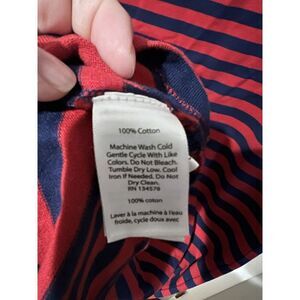 100% Cotton
Machine Wash Cold
Gentle Cycle With Like
Colors. Do Not Bleach.
Tumble Dry Low. Cool
Iron If Needed. Do Not
Dry Clean.
RN 154578
100% coton
Laver à la machine à l'eau
froide, cycle doux avec